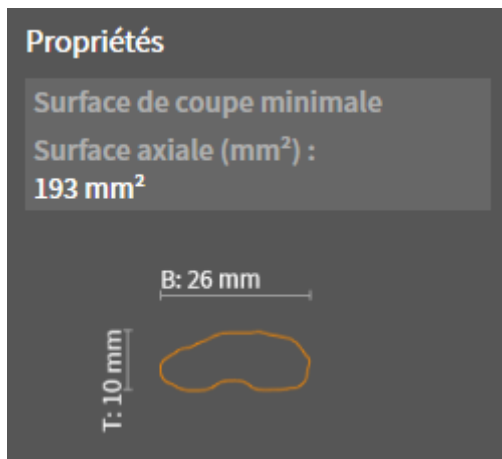 Propriétés
Surface de coupe minimale
Surface axiale (mm²) :
193 mm²
B: 26 mm
T: 10 mm